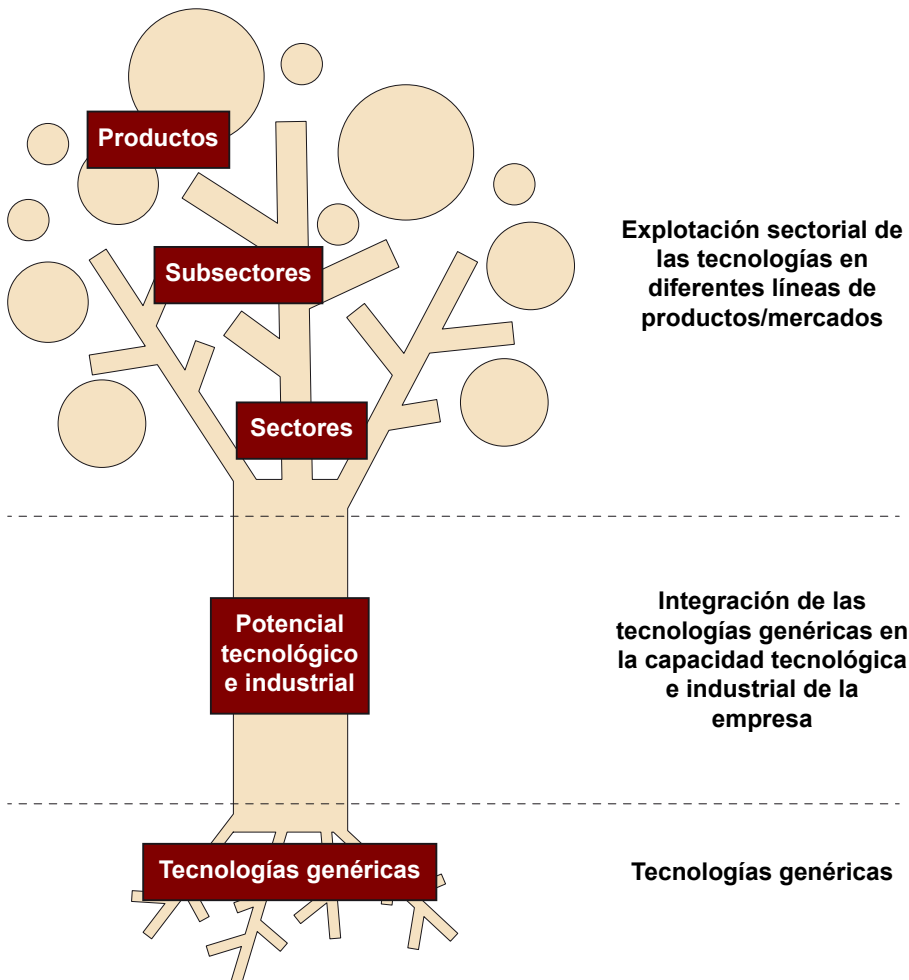 Productos
Subsectores
Explotación sectorial de
las tecnologías en
diferentes líneas de
productos/mercados
Sectores
Potencial
tecnológico
e industrial
Integración de las
tecnologías genéricas en
la capacidad tecnológica
e industrial de la
empresa
Tecnologías genéricas
Tecnologías genéricas